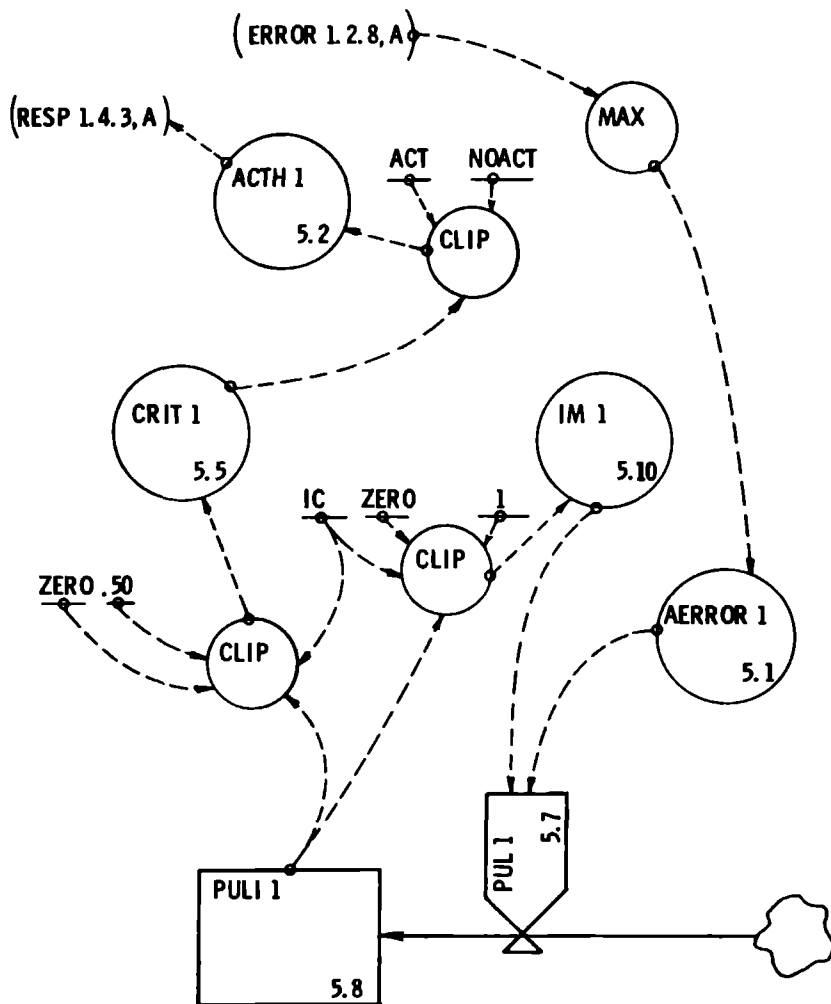 (ERROR 1.2.8, A)
(RESP 1.4.3, A)
MAX
ACT NOACT
ACTH 1
5.2
CLIP
CRIT 1
5.5
IM 1
5.10
IC ZERO 1
CLIP
ZERO .50
CLIP
AERROR 1
5.1
PUL 1
5.7
PULI 1
5.8